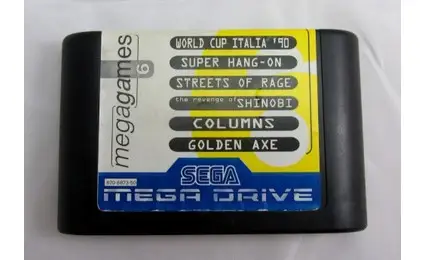 megagames
6
WORLD CUP ITALIA '90
SUPER HANG-ON
STREETS OF RAGE
the revenge of SHINOBI
COLUMNS
GOLDEN AXE
SEGA
MEGA DRIVE